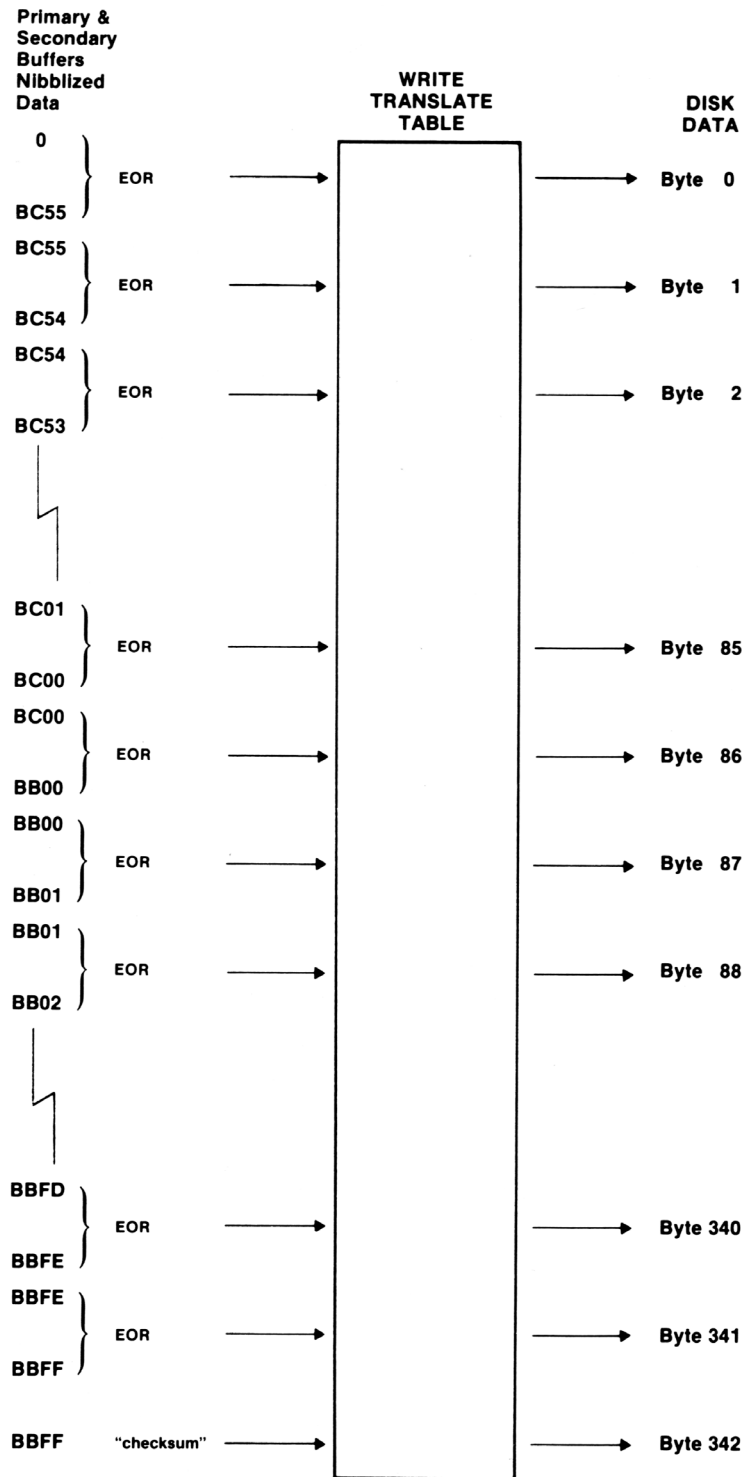 Primary &
Secondary
Buffers
Nibblized
Data
WRITE
TRANSLATE
TABLE
DISK
DATA
0
EOR
Byte 0
BC55
BC55
EOR
Byte 1
BC54
BC54
EOR
Byte 2
BC53
BC01
EOR
Byte 85
BC00
BC00
EOR
Byte 86
BB00
BB00
EOR
Byte 87
BB01
BB01
EOR
Byte 88
BB02
BBFD
EOR
Byte 340
BBFE
BBFE
EOR
Byte 341
BBFF
BBFF "checksum" Byte 342